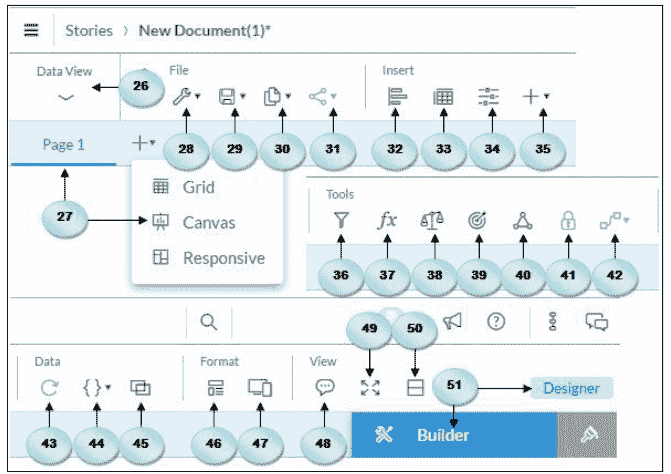 Stories > New Document(1)*
Data View
File
Insert
26
Page 1
28 29 30 31 32 33 34 35
27
Grid
Canvas
Responsive
Tools
fx
36 37 38 39 40 41 42
49 50
Data
Format
View
{}
51
Designer
43 44 45 46 47 48
Builder